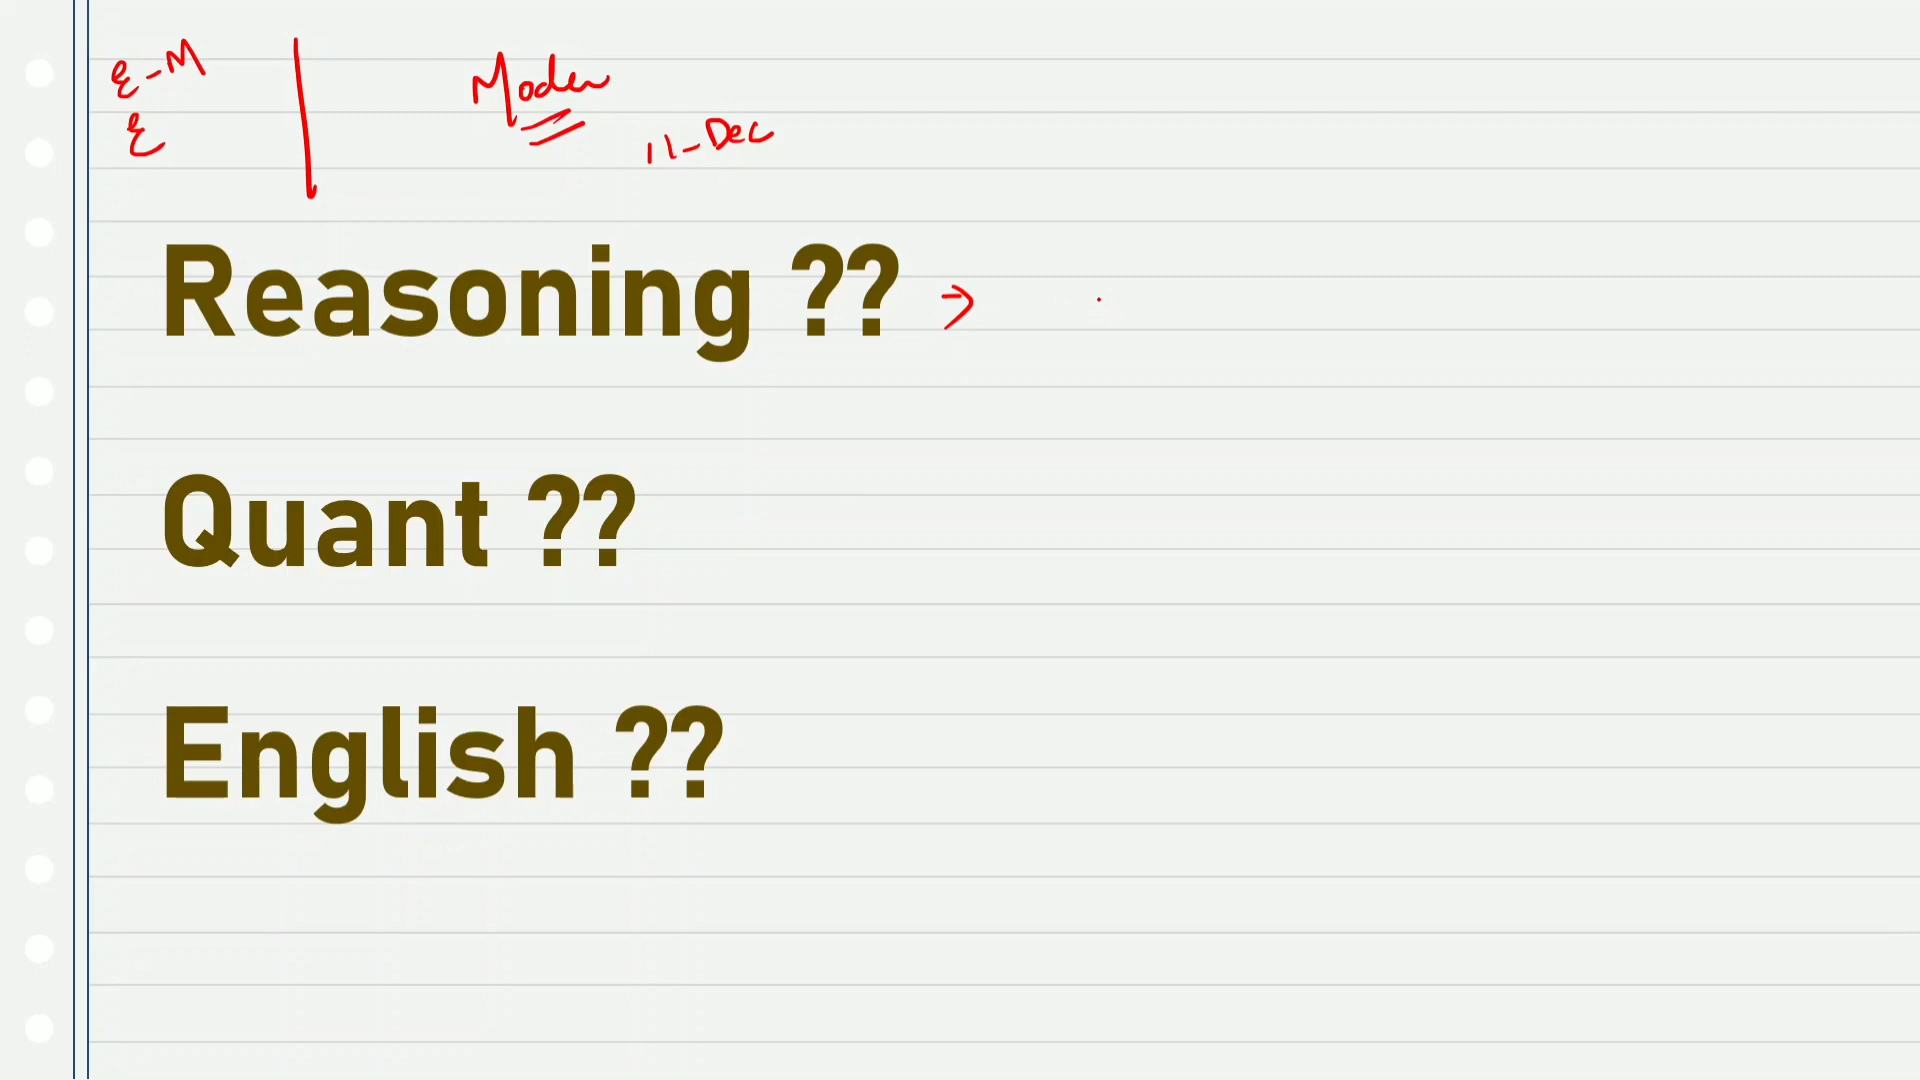 E-M
E
Moder
11-Dec
Reasoning ?? →
Quant ??
English ??